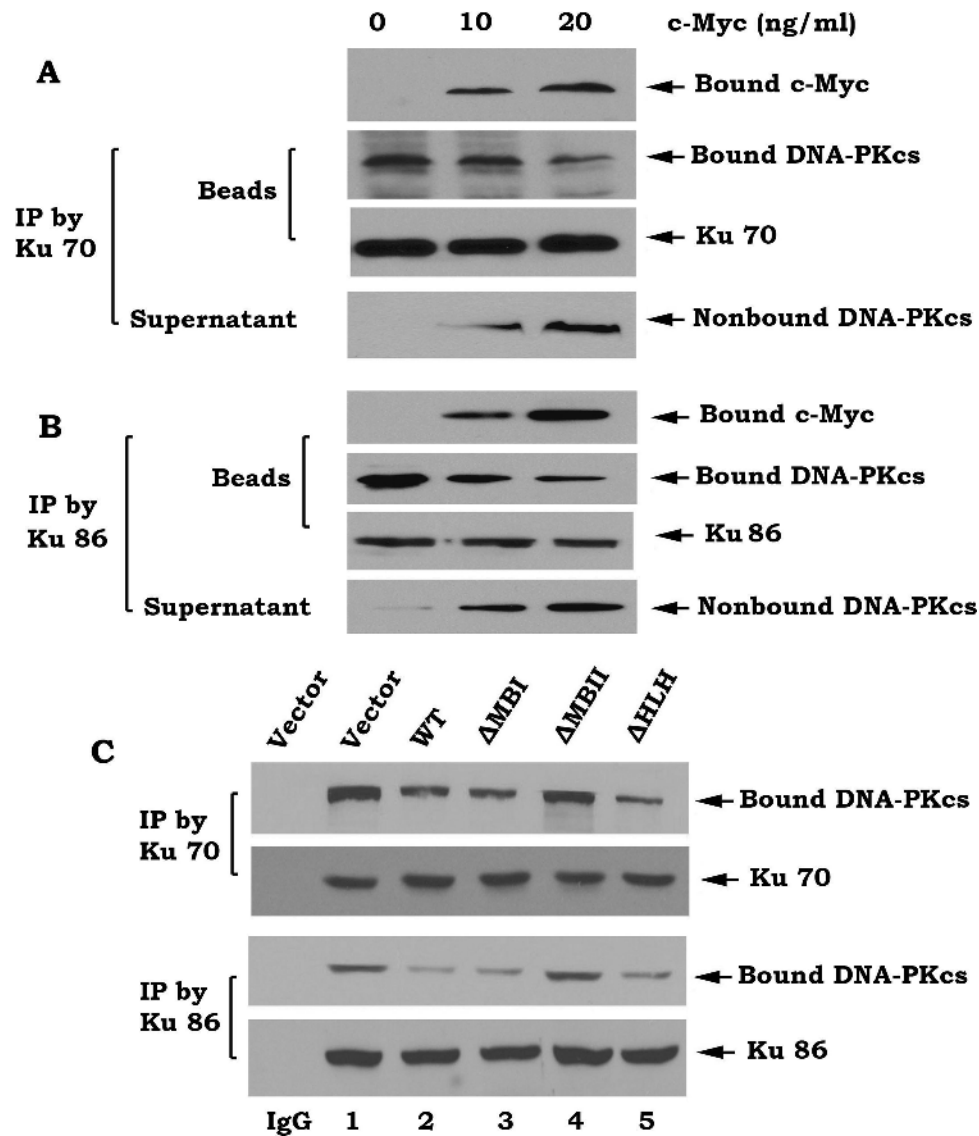 0 10 20 c-Myc (ng/ml)
A
Bound c-Myc
Bound DNA-PKcs
Beads
IP by
Ku 70
Ku 70
Supernatant
Nonbound DNA-PKcs
B
Bound c-Myc
Beads
Bound DNA-PKcs
IP by
Ku 86
Ku 86
Supernatant
Nonbound DNA-PKcs
C
Vector Vector WT ΔMBI ΔMBII ΔHLH
Bound DNA-PKcs
IP by
Ku 70
Ku 70
Bound DNA-PKcs
IP by
Ku 86
Ku 86
IgG 1 2 3 4 5